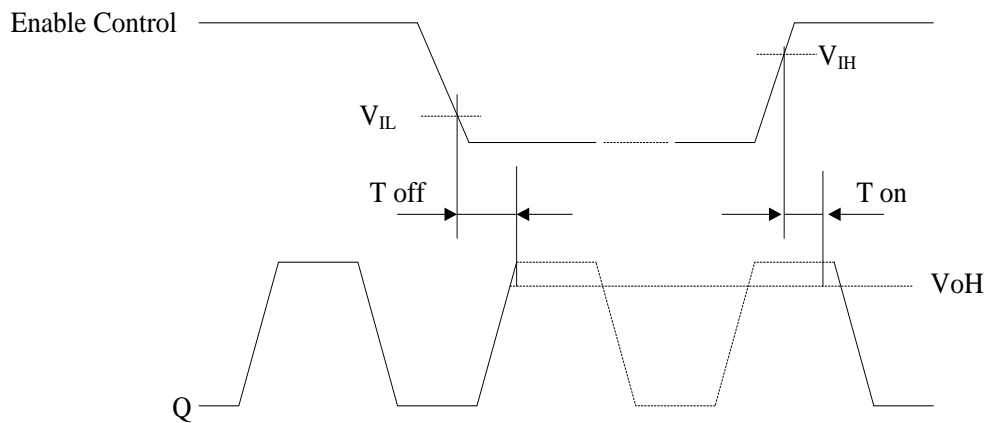 Enable Control
VIH
VIL
T off
T on
VoH
Q